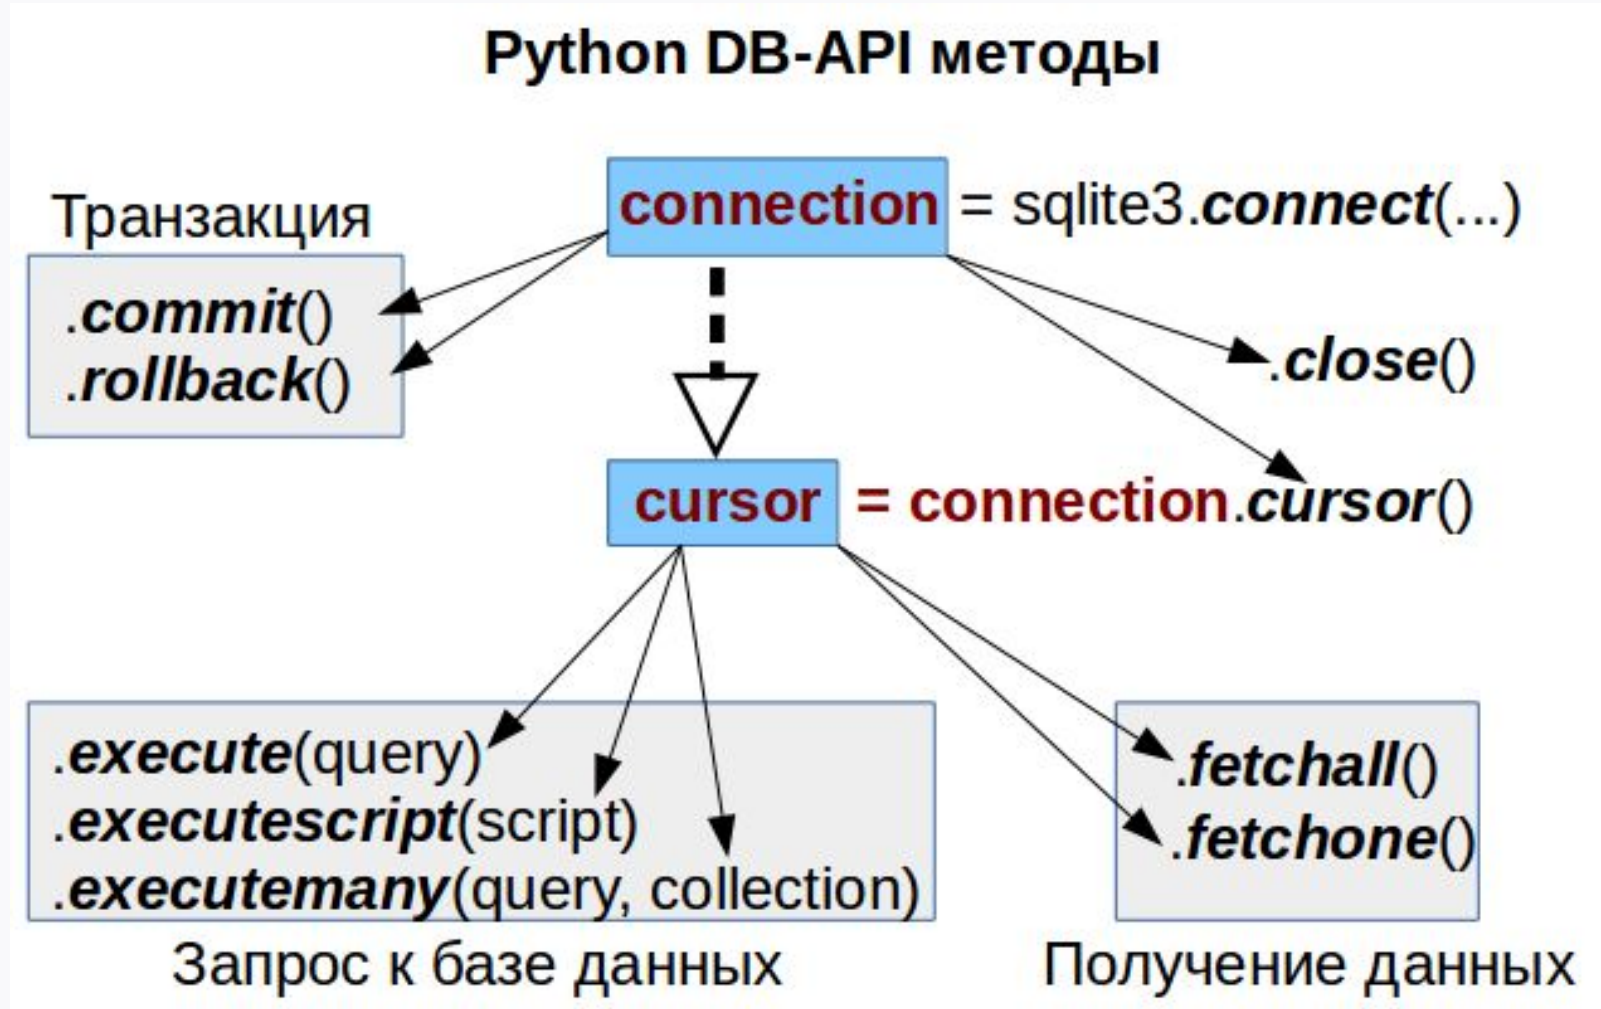 Python DB-API методы
connection = sqlite3.connect(...)
Транзакция
.commit()
.rollback()
.close()
cursor = connection.cursor()
.execute(query)
.executescript(script)
.executemany(query, collection)
Запрос к базе данных
.fetchall()
.fetchone()
Получение данных